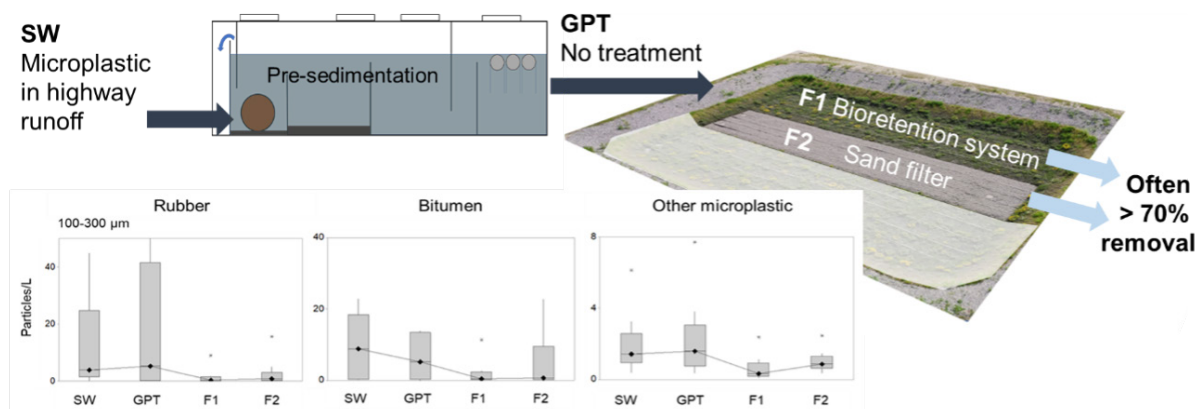 SW
Microplastic
in highway
runoff
Pre-sedimentation
GPT
No treatment
F1 Bioretention system
F2 Sand filter
Often
> 70%
removal
Rubber
Bitumen
Other microplastic
100-300 µm
Particles/L
40
20
0
SW GPT F1 F2
40
20
0
SW GPT F1 F2
8
4
0
SW GPT F1 F2